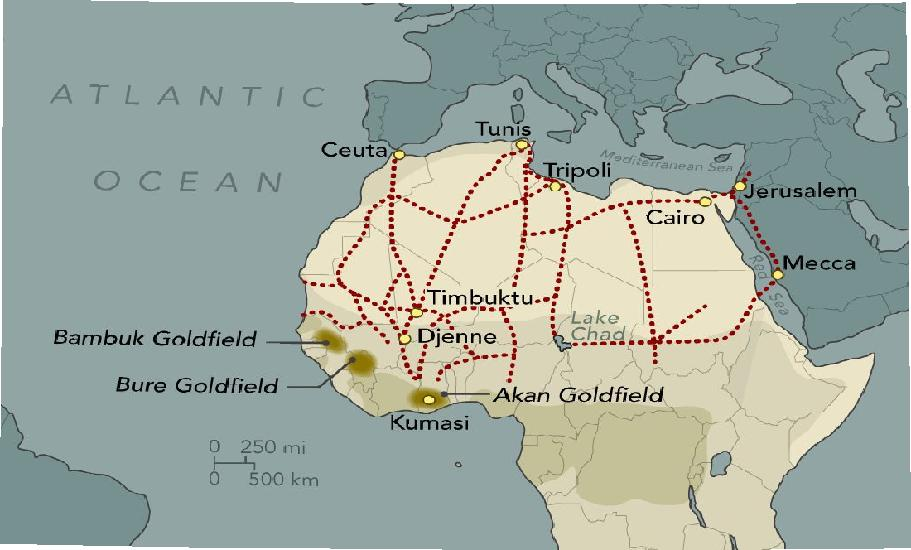 ATLANTIC
OCEAN
Tunis
Ceuta
Mediterranean Sea
Tripoli
Jerusalem
Cairo
Mecca
Red Sea
Timbuktu
Lake
Chad
Bambuk Goldfield
Djenne
Bure Goldfield
Akan Goldfield
Kumasi
0 250 mi
0 500 km